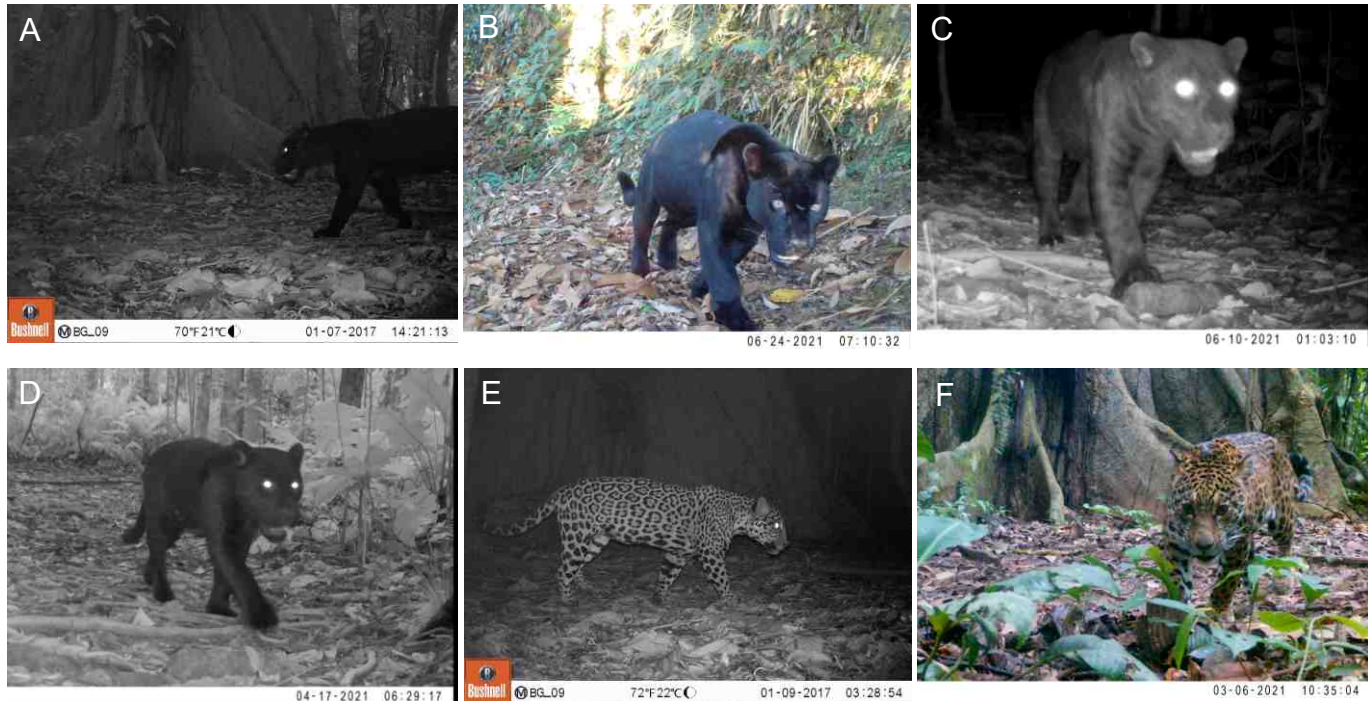 A
B
C
Bushnell M BG_09 70°F21°C 01-07-2017 14:21:13
06-24-2021 07:10:32
06-10-2021 01:03:10
D
E
F
04-17-2021 06:29:17
Bushnell M BG_09 72°F22°C 01-09-2017 03:28:54
03-06-2021 10:35:04